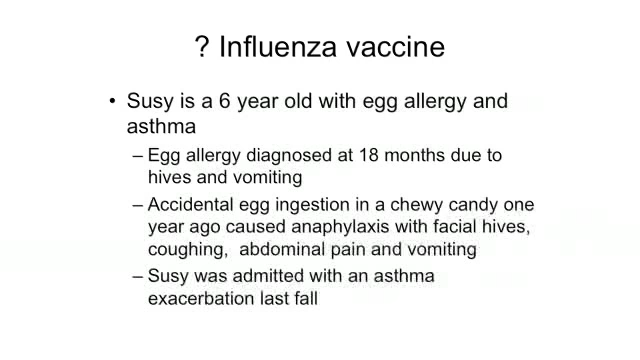 ? Influenza vaccine
• Susy is a 6 year old with egg allergy and
asthma
– Egg allergy diagnosed at 18 months due to
hives and vomiting
– Accidental egg ingestion in a chewy candy one
year ago caused anaphylaxis with facial hives,
coughing,  abdominal pain and vomiting
– Susy was admitted with an asthma
exacerbation last fall